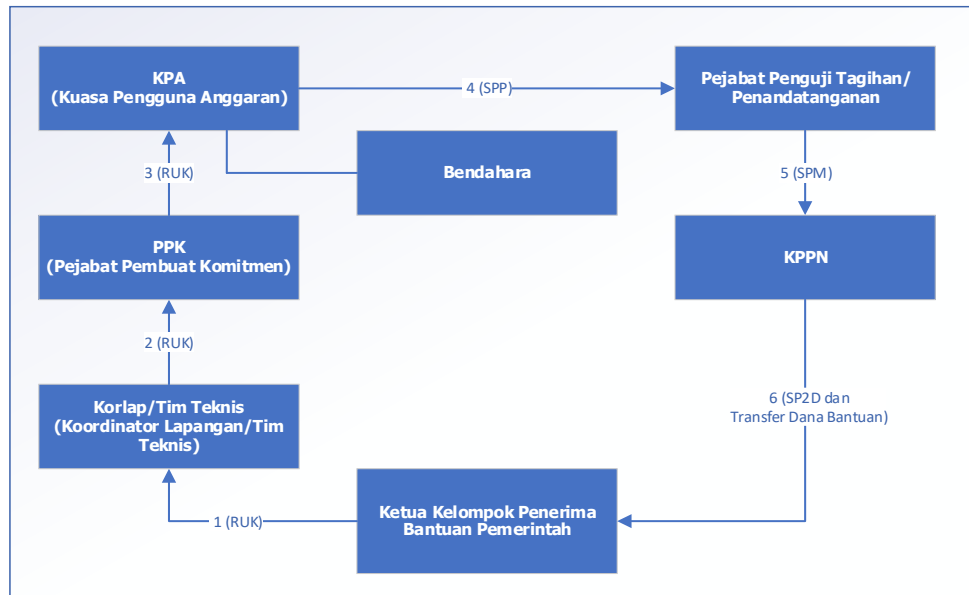 KPA
(Kuasa Pengguna Anggaran)
4 (SPP)
Pejabat Penguji Tagihan/
Penandatanganan
Bendahara
3 (RUK)
5 (SPM)
PPK
(Pejabat Pembuat Komitmen)
KPPN
2 (RUK)
Korlap/Tim Teknis
(Koordinator Lapangan/Tim
Teknis)
6 (SP2D dan
Transfer Dana Bantuan)
1 (RUK)
Ketua Kelompok Penerima
Bantuan Pemerintah